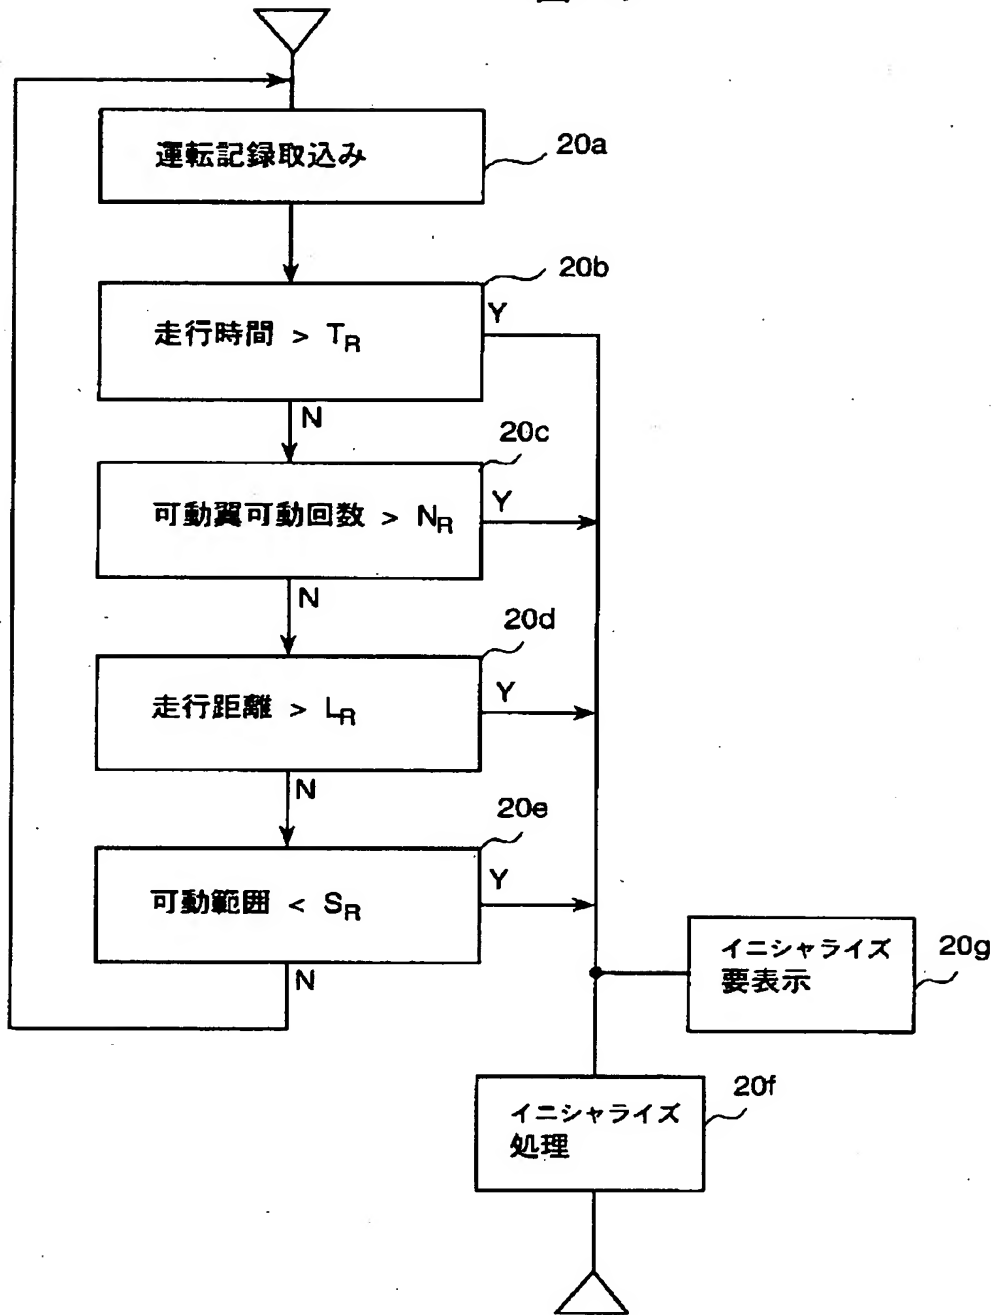 運転記録取込み
20a
20b
走行時間 > TR
Y
N
20c
可動翼可動回数 > NR
Y
N
20d
走行距離 > LR
Y
N
20e
可動範囲 < SR
Y
N
イニシャライズ
要表示
20g
イニシャライズ
処理
20f